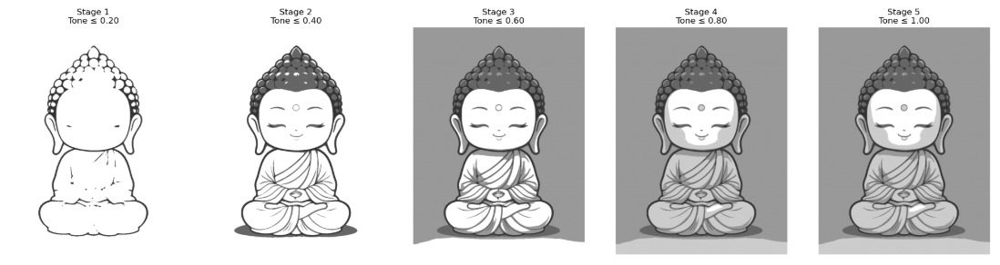 Stage 1
Tone ≤ 0.20
Stage 2
Tone ≤ 0.40
Stage 3
Tone ≤ 0.60
Stage 4
Tone ≤ 0.80
Stage 5
Tone ≤ 1.00